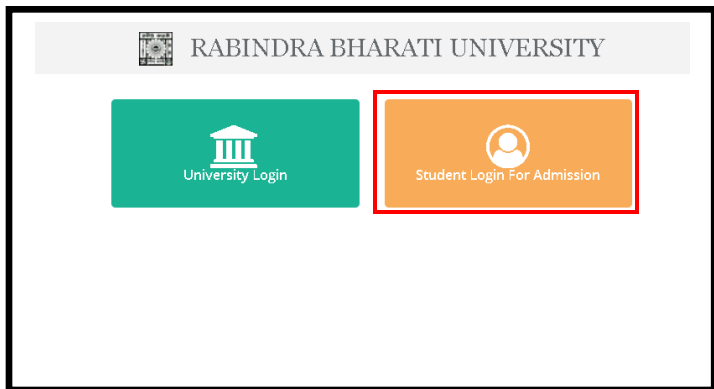 RABINDRA BHARATI UNIVERSITY
University Login
Student Login For Admission